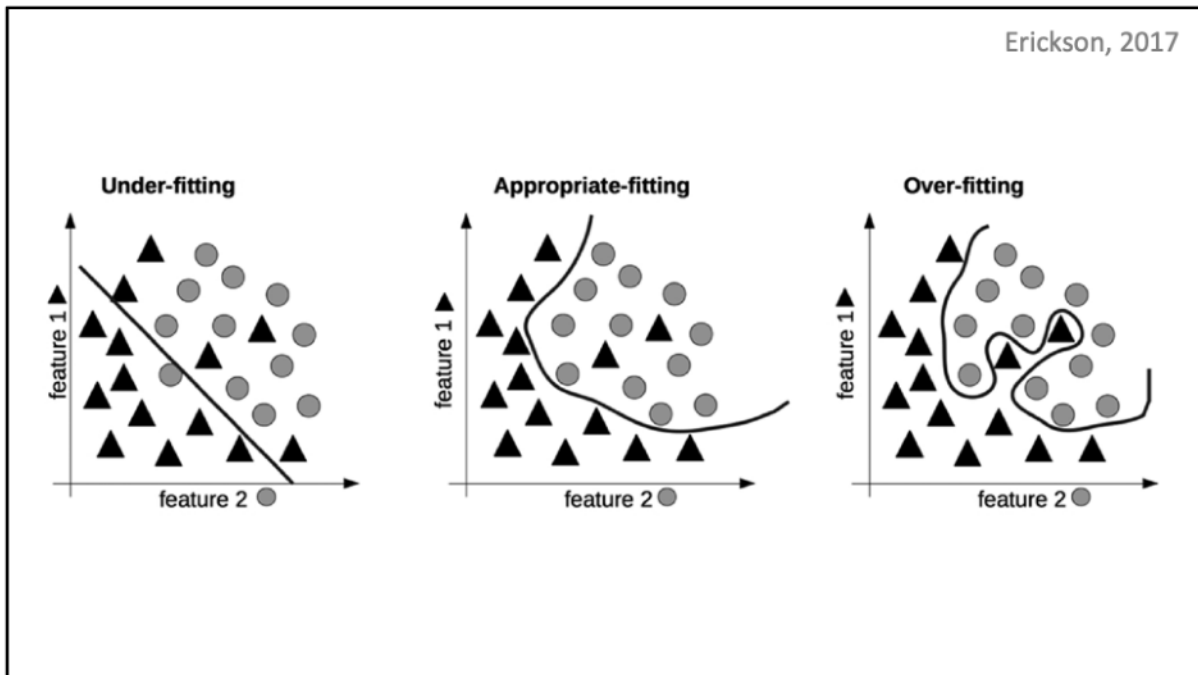 Erickson, 2017
Under-fitting
feature 1
feature 2
Appropriate-fitting
feature 1
feature 2
Over-fitting
feature 1
feature 2